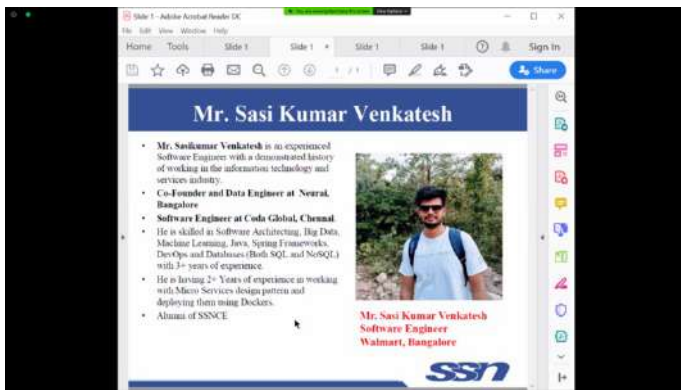 Slide 1 - Adobe Acrobat Reader DC
File Edit View Window Help
Home Tools Slide 1 Slide 1 × Slide 1 Slide 1 Sign In
1 / 1 Share
Mr. Sasi Kumar Venkatesh
• Mr. Sasikumar Venkatesh is an experienced
Software Engineer with a demonstrated history
of working in the information technology and
services industry.
• Co-Founder and Data Engineer at Neurai,
Bangalore
• Software Engineer at Coda Global, Chennai.
• He is skilled in Software Architecting, Big Data,
Machine Learning, Java, Spring Frameworks,
DevOps and Databases (Both SQL and NoSQL)
with 3+ years of experience.
• He is having 2+ Years of experience in working
with Micro Services design pattern and
deploying them using Dockers.
• Alumni of SSNCE
Mr. Sasi Kumar Venkatesh
Software Engineer
Walmart, Bangalore
ssn